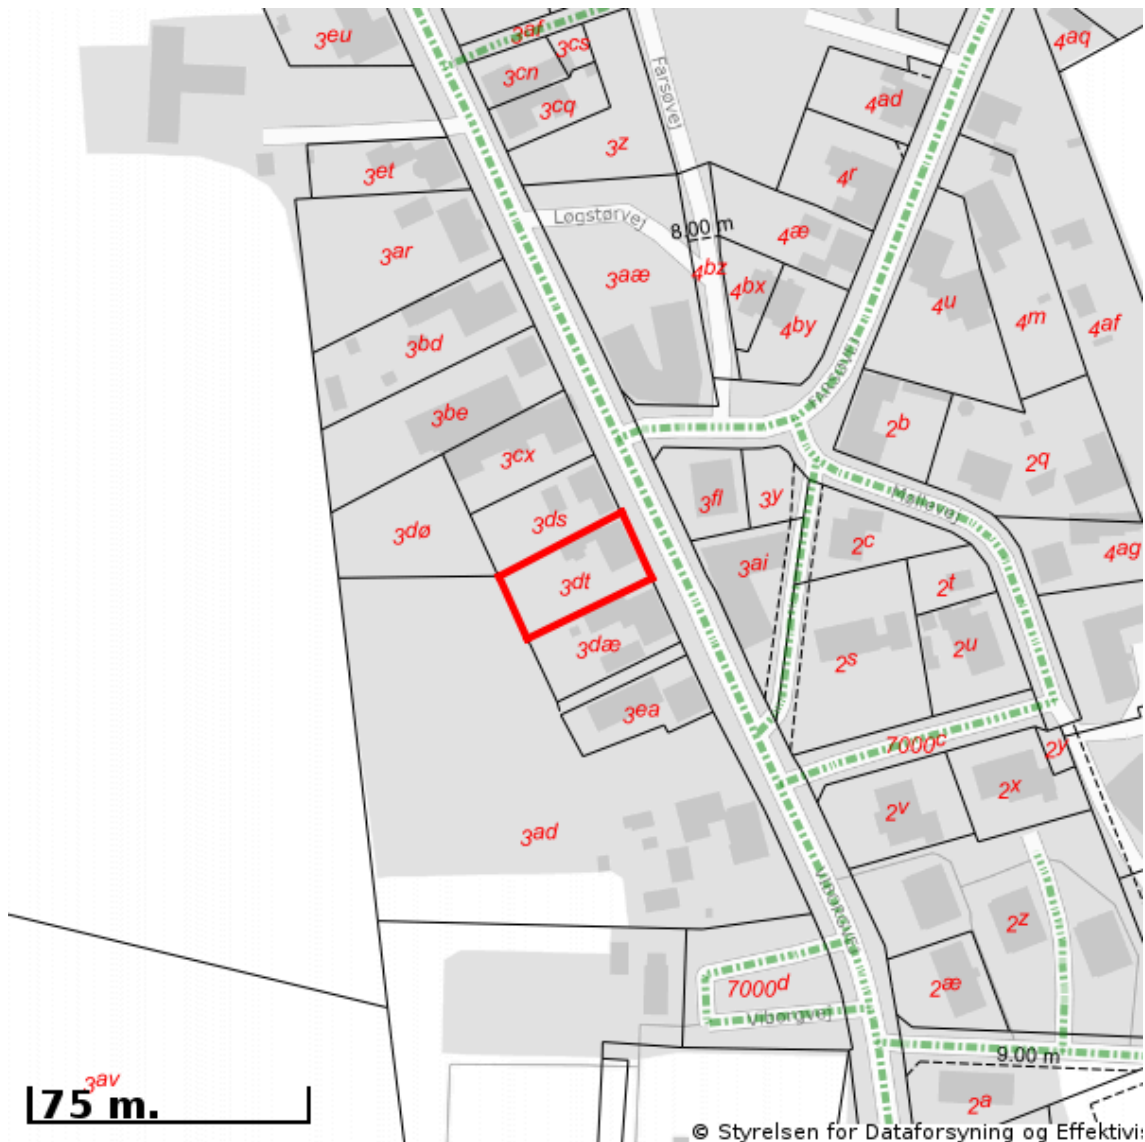 3eu
3af
3cs
3cn
3cq
3z
Farsøvej
4aq
4ad
4r
3et
Løgstørvej
8.00 m
4æ
3ar
3aæ
4bz
4bx
4by
4u
4m
4af
3bd
FARSØVEJ
3be
3cx
2b
2q
3fl
3y
Møllevej
3dø
3ds
2c
4ag
3ai
3dt
2t
3dæ
2s
2u
3ea
7000c
2y
2x
2v
3ad
VIBORGVEJ
2z
7000d
2æ
Viborgvej
9.00 m
3av
75 m.
2a
© Styrelsen for Dataforsyning og Effektivis